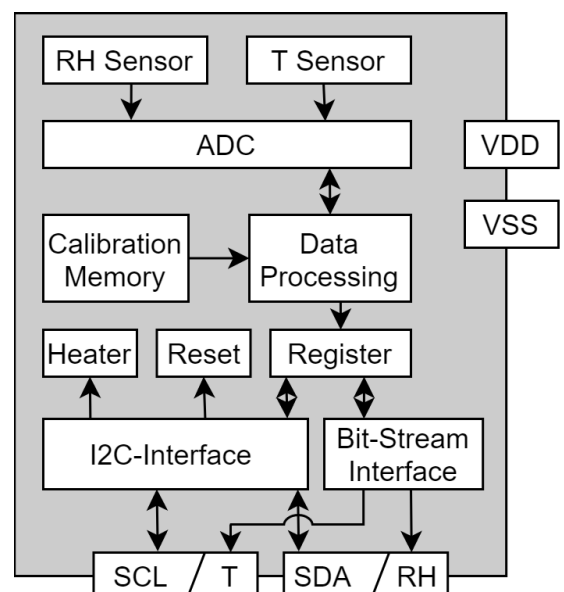 RH Sensor
T Sensor
ADC
VDD
VSS
Calibration
Memory
Data
Processing
Heater
Reset
Register
I2C-Interface
Bit-Stream
Interface
SCL / T
SDA / RH